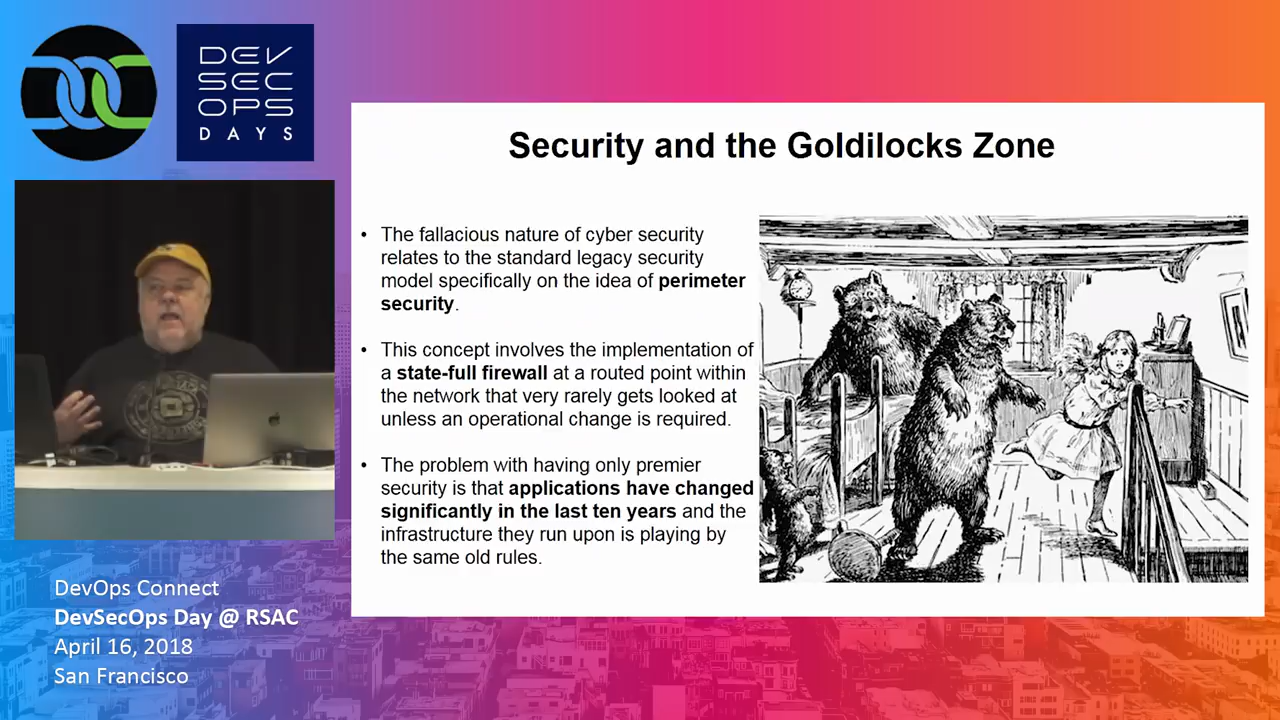 DEV
SEC
OPS
DAYS
Security and the Goldilocks Zone
• The fallacious nature of cyber security
relates to the standard legacy security
model specifically on the idea of perimeter
security.
• This concept involves the implementation of
a state-full firewall at a routed point within
the network that very rarely gets looked at
unless an operational change is required.
• The problem with having only premier
security is that applications have changed
significantly in the last ten years and the
infrastructure they run upon is playing by
the same old rules.
DevOps Connect
DevSecOps Day @ RSAC
April 16, 2018
San Francisco